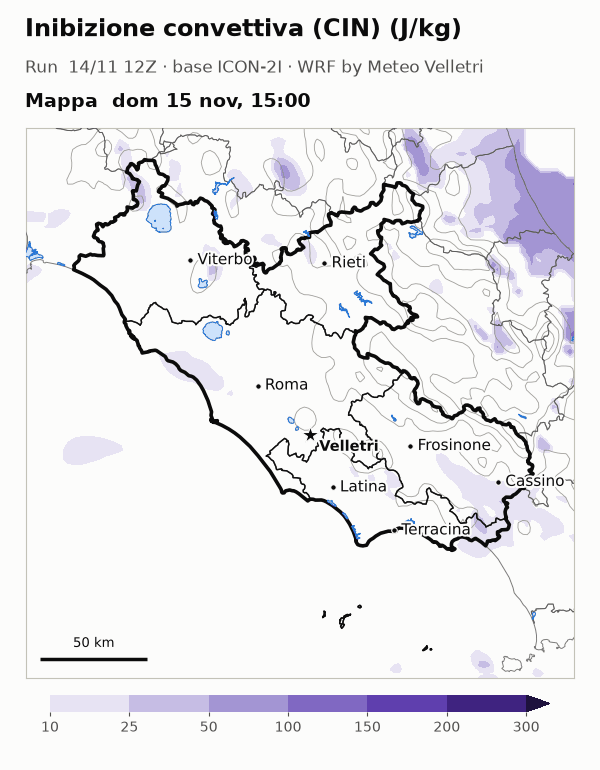 Inibizione convettiva (CIN) (J/kg)
Run  14/11 12Z · base ICON-2I · WRF by Meteo Velletri
Mappa  dom 15 nov, 15:00
Viterbo
Rieti
Roma
Velletri
Frosinone
Cassino
Latina
Terracina
50 km
10 25 50 100 150 200 300